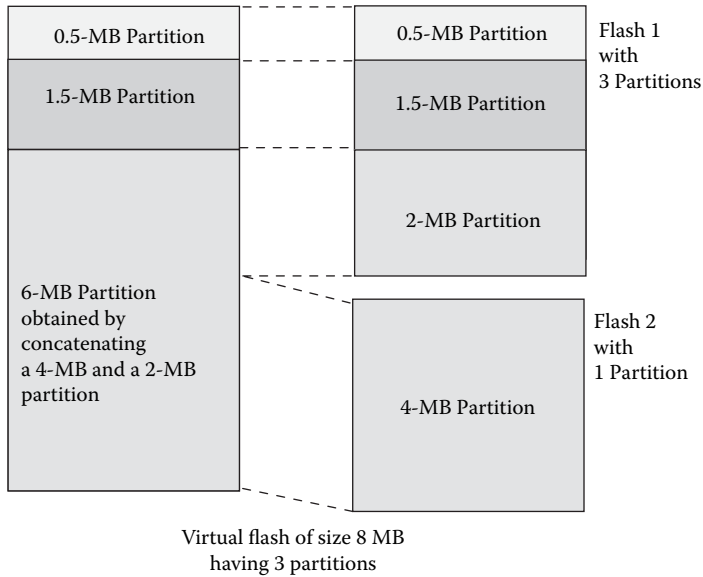 0.5-MB Partition
1.5-MB Partition
6-MB Partition
obtained by
concatenating
a 4-MB and a 2-MB
partition
0.5-MB Partition
1.5-MB Partition
2-MB Partition
Flash 1
with
3 Partitions
4-MB Partition
Flash 2
with
1 Partition
Virtual flash of size 8 MB
having 3 partitions